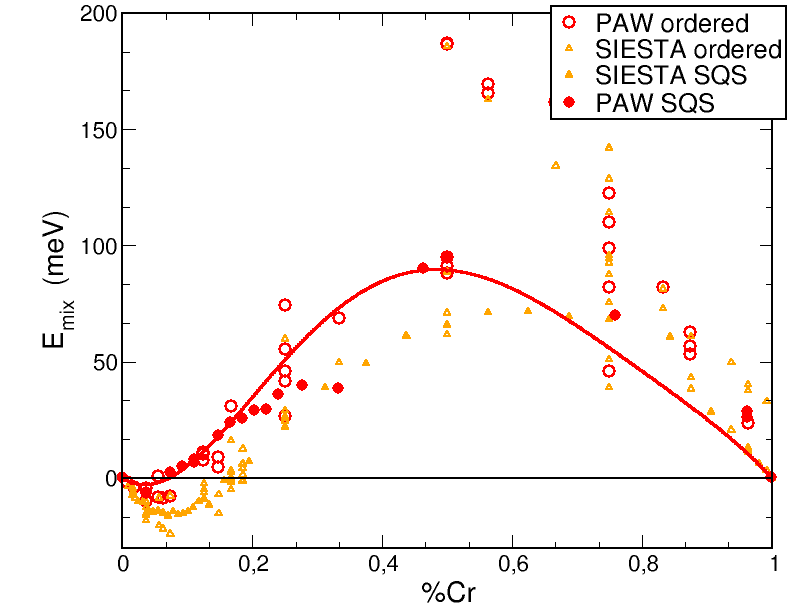 200
150
100
50
0
E_mix (meV)
PAW ordered
SIESTA ordered
SIESTA SQS
PAW SQS
0 0,2 0,4 0,6 0,8 1
%Cr